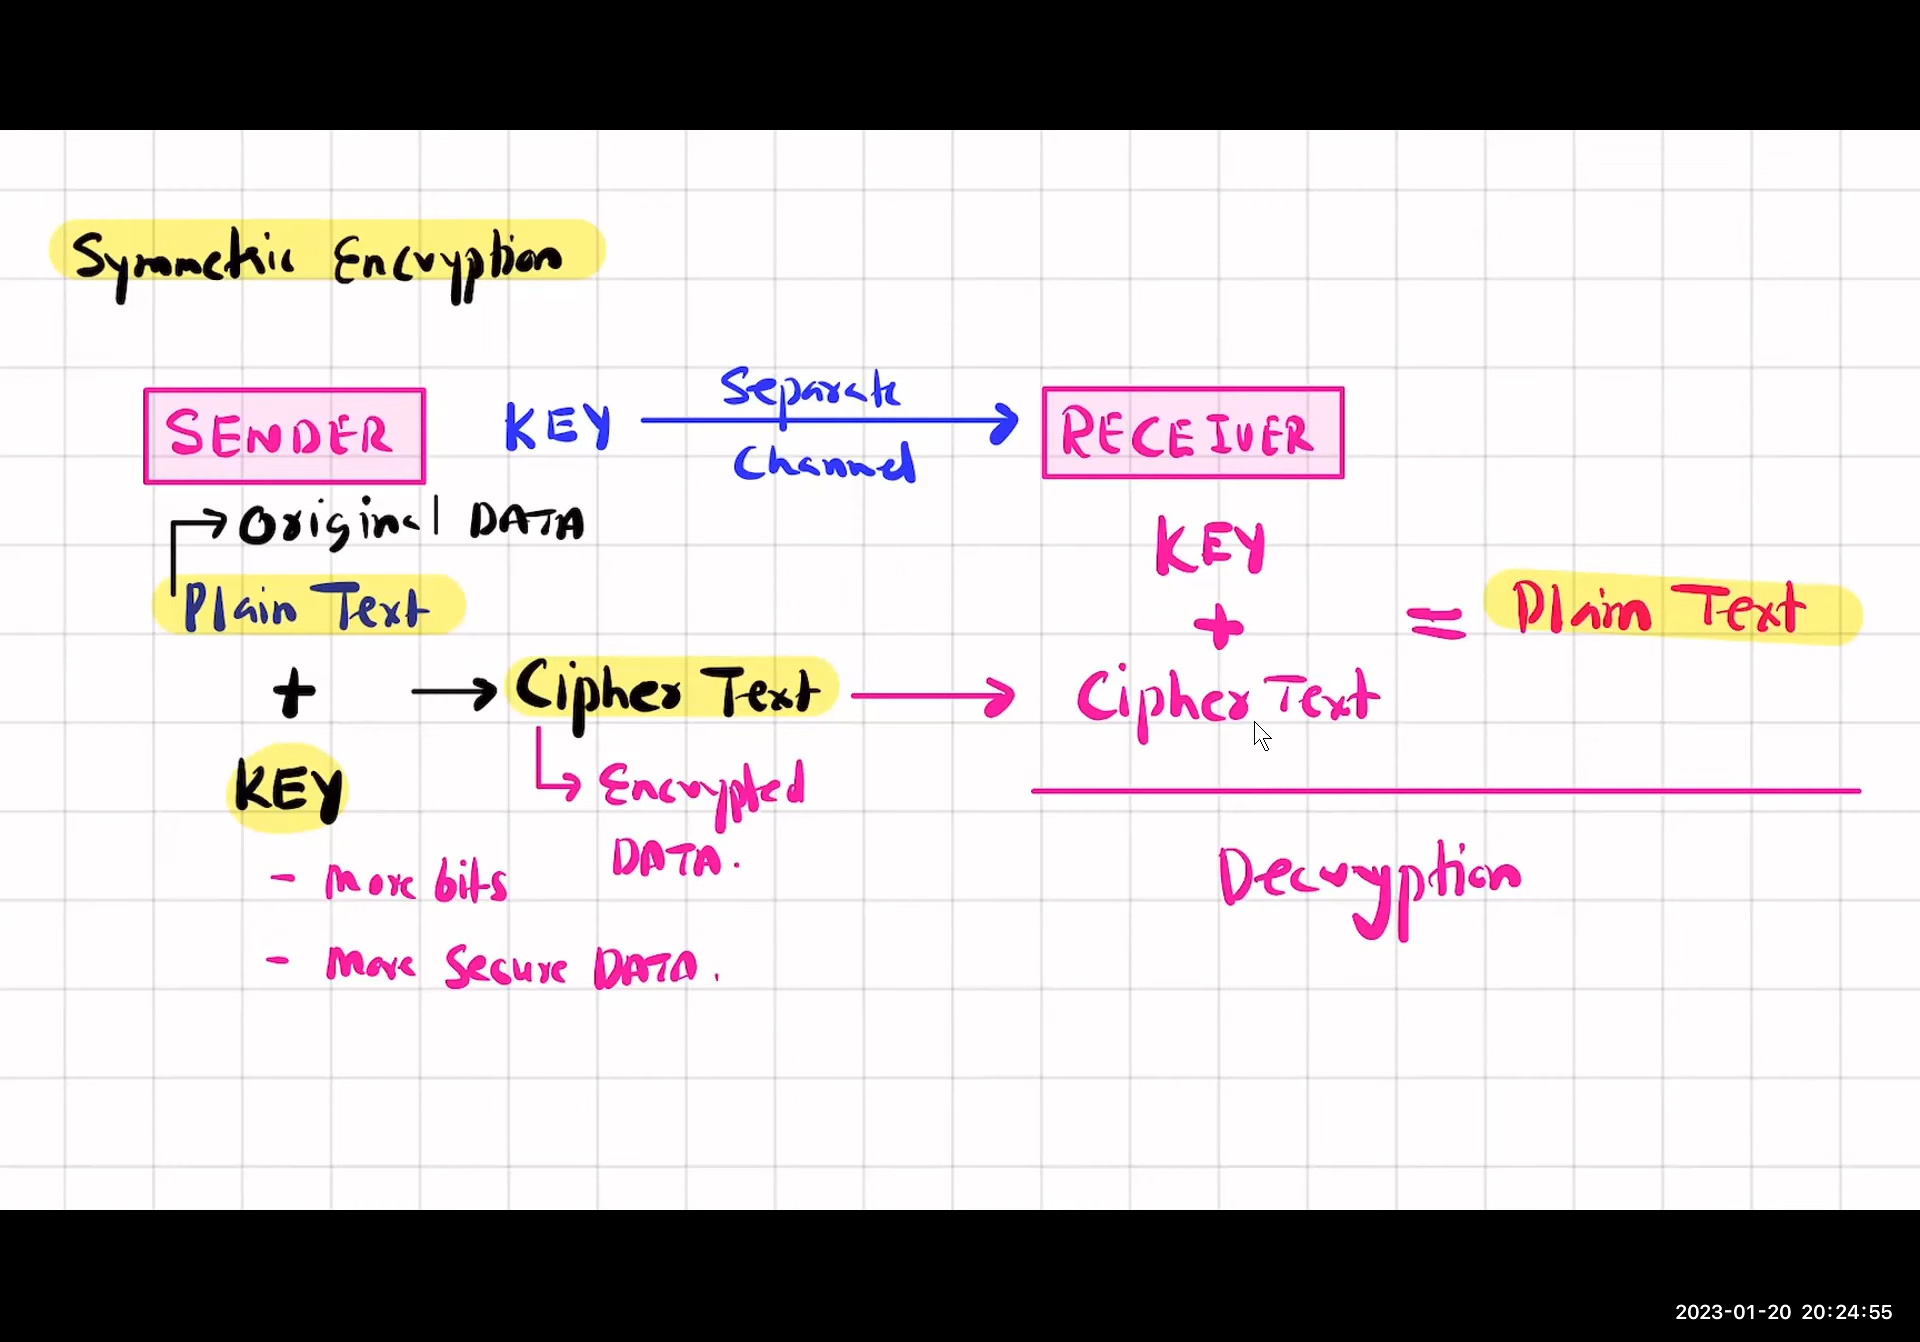 Symmetric Encryption
SENDER
KEY
Separate
Channel
RECEIVER
Original DATA
Plain Text
+
KEY
- More bits
- More Secure DATA.
→ Cipher Text →
Encrypted
DATA.
KEY
+
Cipher Text
= Plain Text
Decryption
2023-01-20 20:24:55